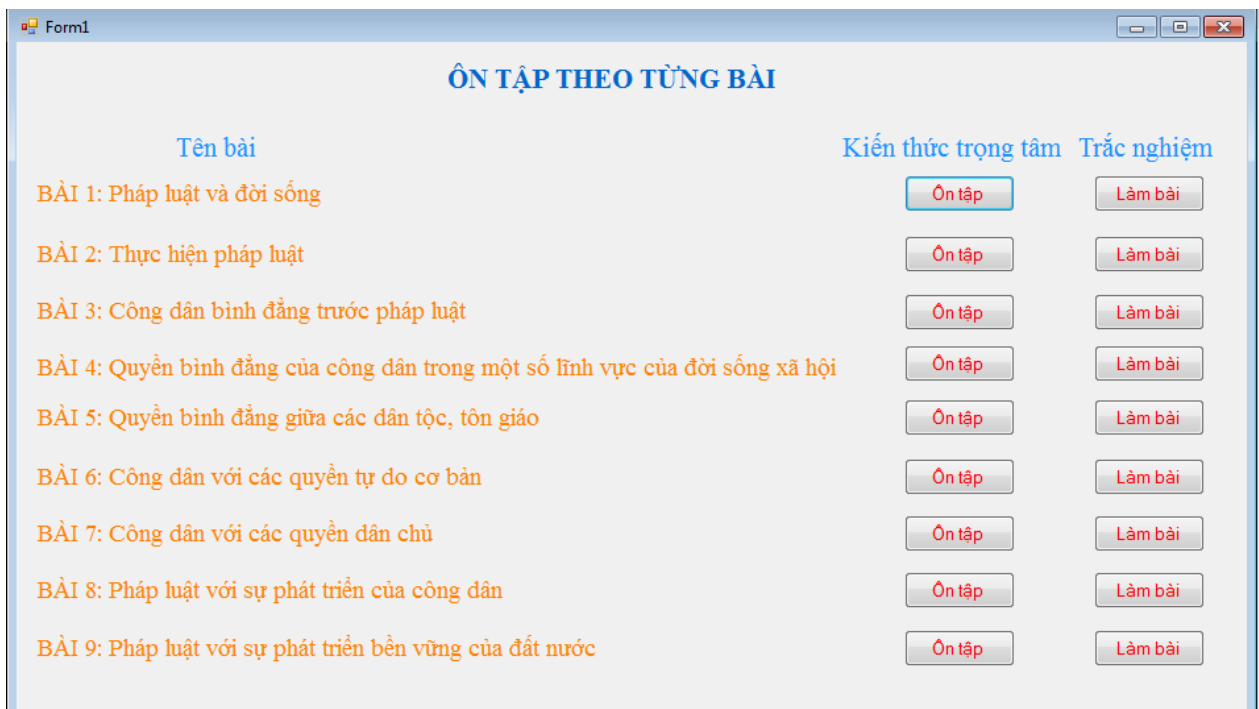 Form1
ÔN TẬP THEO TỪNG BÀI
Tên bài Kiến thức trọng tâm Trắc nghiệm
BÀI 1: Pháp luật và đời sống Ôn tập Làm bài
BÀI 2: Thực hiện pháp luật Ôn tập Làm bài
BÀI 3: Công dân bình đẳng trước pháp luật Ôn tập Làm bài
BÀI 4: Quyền bình đẳng của công dân trong một số lĩnh vực của đời sống xã hội Ôn tập Làm bài
BÀI 5: Quyền bình đẳng giữa các dân tộc, tôn giáo Ôn tập Làm bài
BÀI 6: Công dân với các quyền tự do cơ bản Ôn tập Làm bài
BÀI 7: Công dân với các quyền dân chủ Ôn tập Làm bài
BÀI 8: Pháp luật với sự phát triển của công dân Ôn tập Làm bài
BÀI 9: Pháp luật với sự phát triển bền vững của đất nước Ôn tập Làm bài